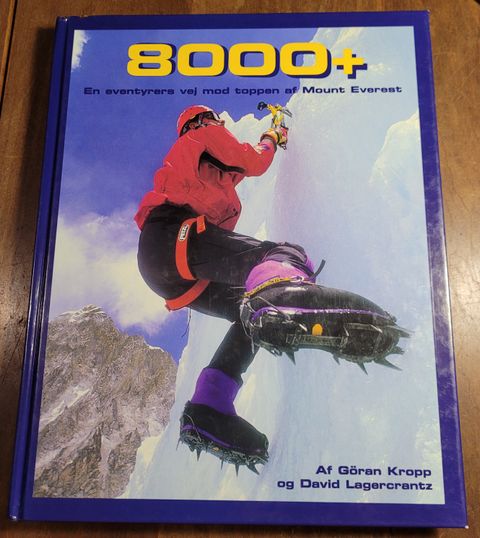 8000+
En eventyrers vej mod toppen af Mount Everest
Af Göran Kropp
og David Lagercrantz